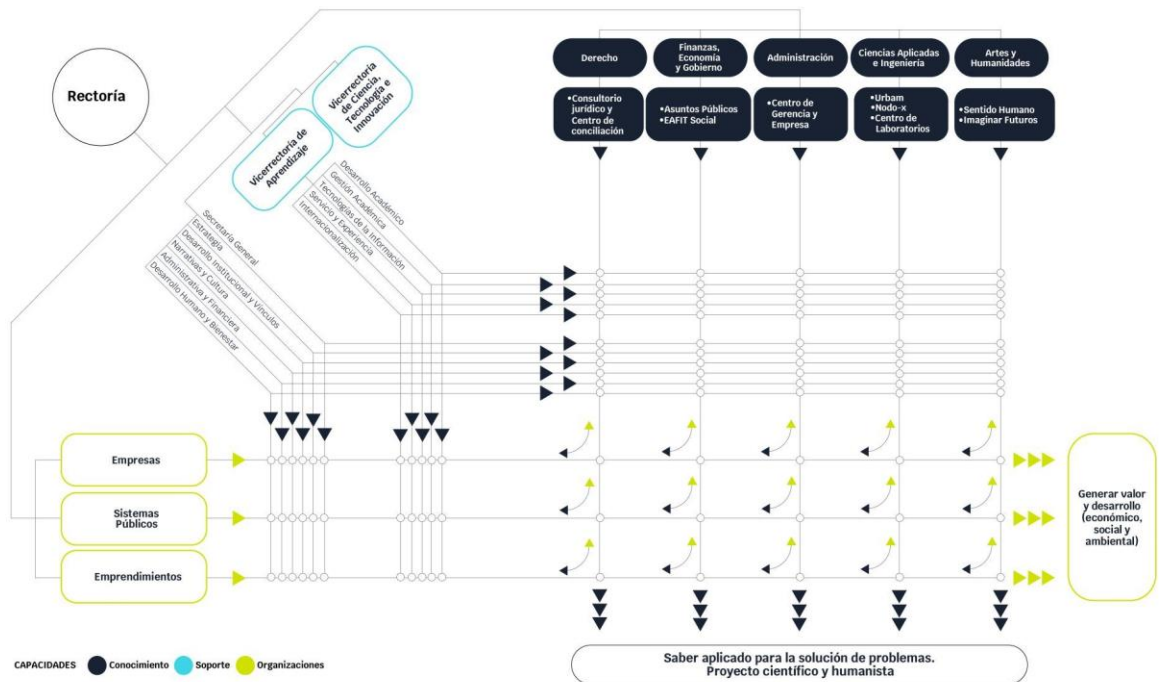 Rectoría
Vicerrectoría
de Ciencia,
Tecnología e
Innovación
Vicerrectoría de
Aprendizaje
Derecho
Finanzas,
Economía
y Gobierno
Administración
Ciencias Aplicadas
e Ingeniería
Artes y
Humanidades
•Consultorio
jurídico y
Centro de
conciliación
•Asuntos Públicos
•EAFIT Social
•Centro de
Gerencia y
Empresa
•Urbam
•Nodo-x
•Centro de
Laboratorios
•Sentido Humano
•Imaginar Futuros
Desarrollo Académico
Gestión Académica
Tecnologías de la Información
Servicio y Experiencia
Internacionalización
Secretaría General
Estrategia
Desarrollo Institucional y Vínculos
Narrativas y Cultura
Administrativa y Financiera
Desarrollo Humano y Bienestar
Empresas
Sistemas
Públicos
Emprendimientos
Generar valor
y desarrollo
(económico,
social y
ambiental)
Saber aplicado para la solución de problemas.
Proyecto científico y humanista
CAPACIDADES Conocimiento Soporte Organizaciones